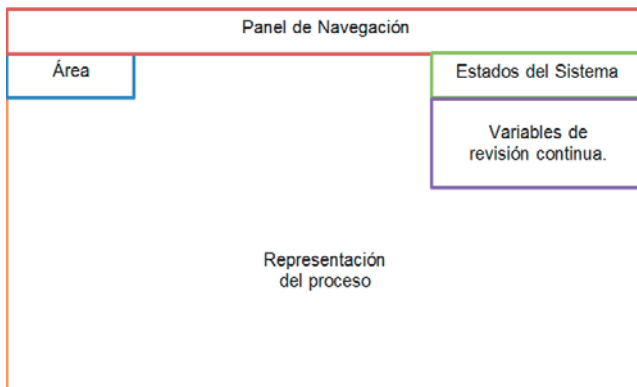 Panel de Navegación
Área
Estados del Sistema
Variables de
revisión continua.
Representación
del proceso